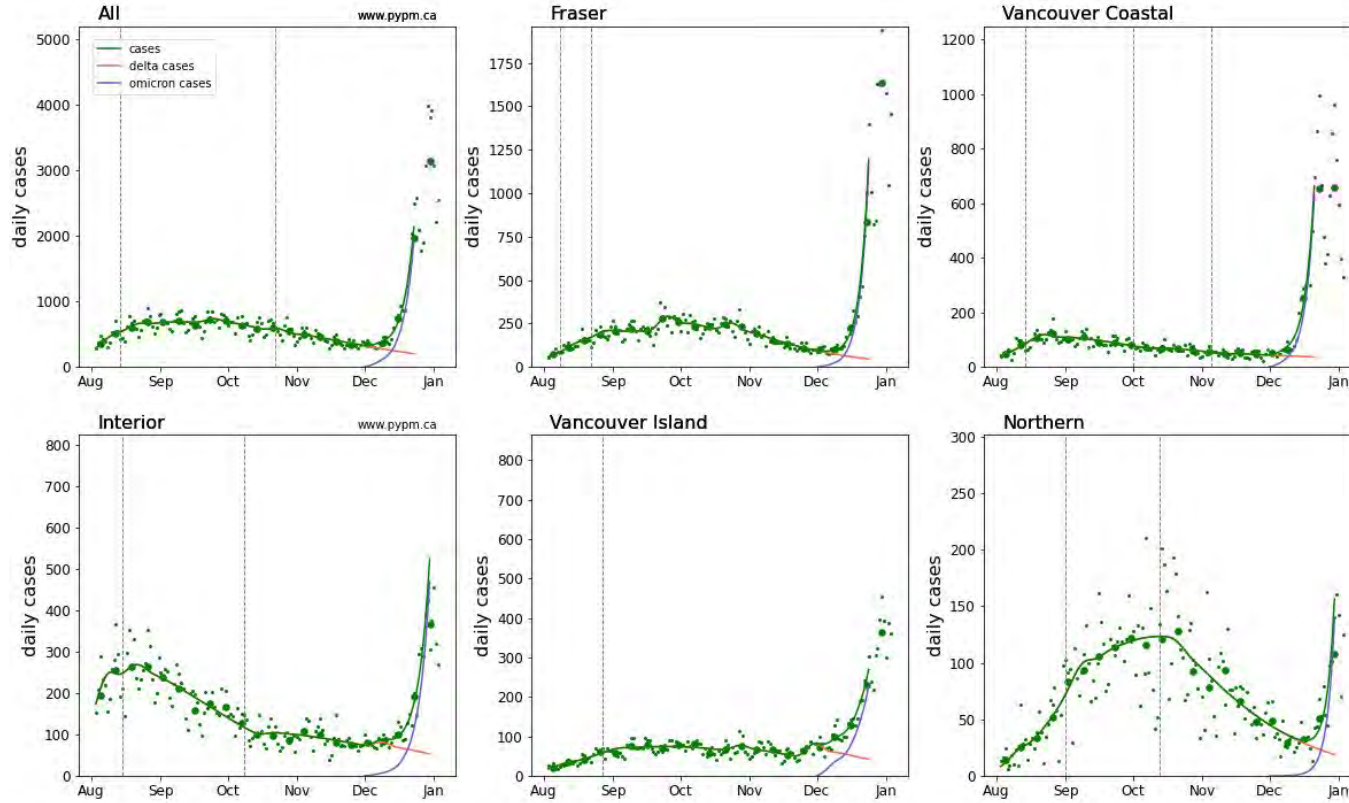 All www.pypm.ca
daily cases
5000
4000
3000
2000
1000
0
cases
delta cases
omicron cases
Aug Sep Oct Nov Dec Jan
Fraser
daily cases
1750
1500
1250
1000
750
500
250
0
Aug Sep Oct Nov Dec Jan
Vancouver Coastal
daily cases
1200
1000
800
600
400
200
0
Aug Sep Oct Nov Dec Jan
Interior www.pypm.ca
daily cases
800
700
600
500
400
300
200
100
0
Aug Sep Oct Nov Dec Jan
Vancouver Island
daily cases
800
700
600
500
400
300
200
100
0
Aug Sep Oct Nov Dec Jan
Northern
daily cases
300
250
200
150
100
50
0
Aug Sep Oct Nov Dec Jan